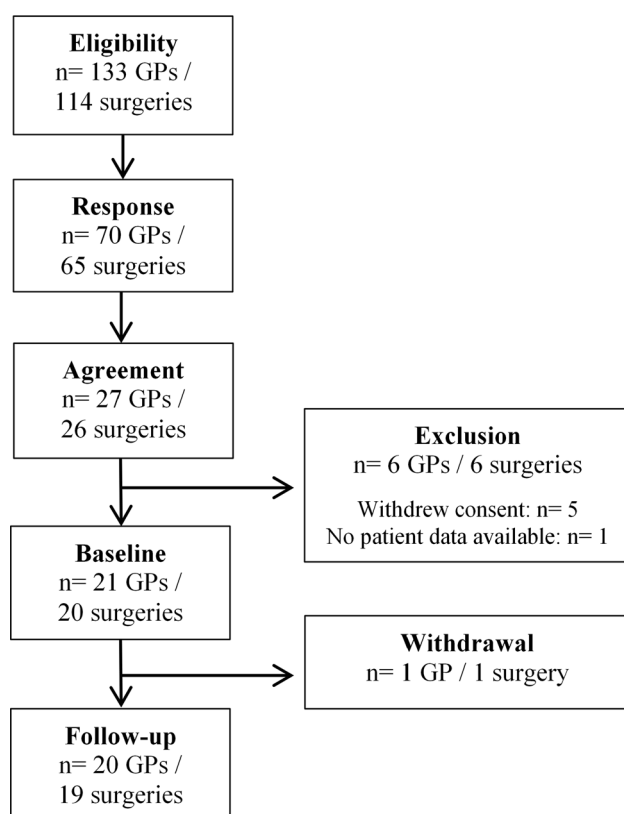 Eligibility
n= 133 GPs /
114 surgeries
Response
n= 70 GPs /
65 surgeries
Agreement
n= 27 GPs /
26 surgeries
Exclusion
n= 6 GPs / 6 surgeries
Withdrew consent: n= 5
No patient data available: n= 1
Baseline
n= 21 GPs /
20 surgeries
Withdrawal
n= 1 GP / 1 surgery
Follow-up
n= 20 GPs /
19 surgeries